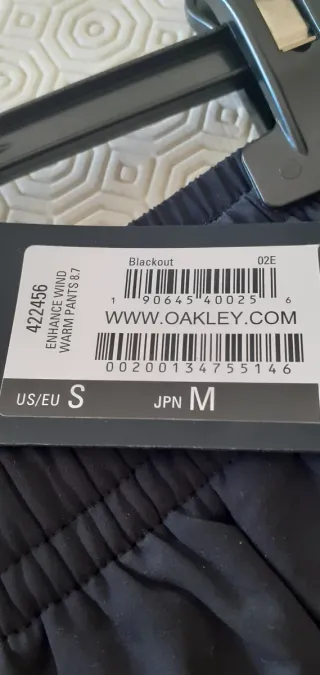 Blackout 02E
1 90645 40025 6
WWW.OAKLEY.COM
00200134755146
422456
ENHANCE WIND
WARM PANTS 8.7
US/EU S JPN M